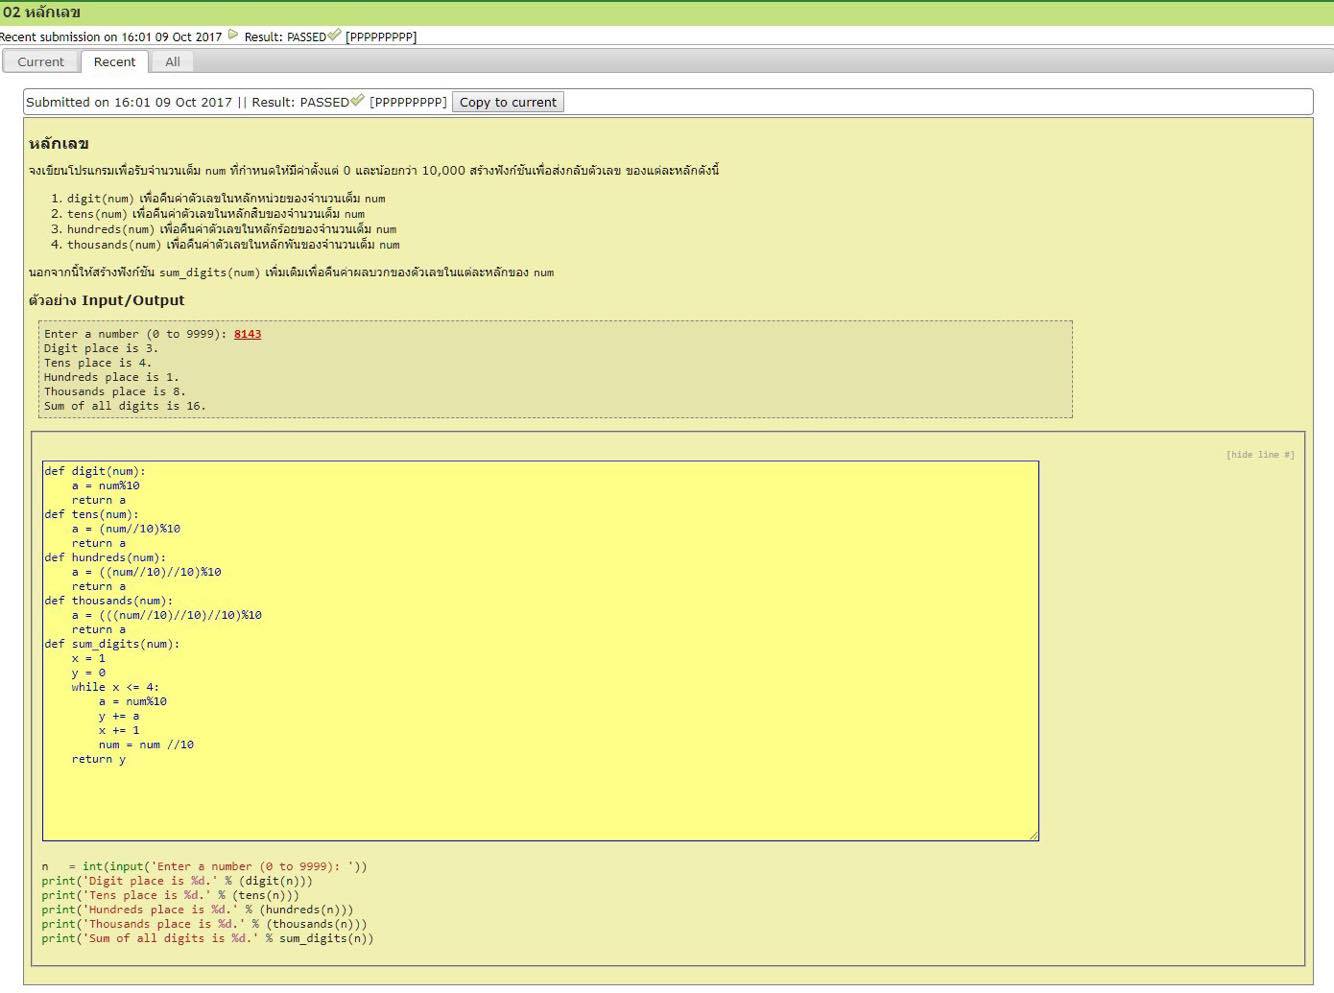 02 หลักเลข
Recent submission on 16:01 09 Oct 2017 Result: PASSED [PPPPPPPPP]
Current Recent All
Submitted on 16:01 09 Oct 2017 || Result: PASSED [PPPPPPPPP] Copy to current
หลักเลข
จงเขียนโปรแกรมเพื่อรับจำนวนเต็ม num ที่กำหนดให้มีค่าตั้งแต่ 0 และน้อยกว่า 10,000 สร้างฟังก์ชันเพื่อส่งกลับตัวเลข ของแต่ละหลักดังนี้
1. digit(num) เพื่อคืนค่าตัวเลขในหลักหน่วยของจำนวนเต็ม num
2. tens(num) เพื่อคืนค่าตัวเลขในหลักสิบของจำนวนเต็ม num
3. hundreds(num) เพื่อคืนค่าตัวเลขในหลักร้อยของจำนวนเต็ม num
4. thousands(num) เพื่อคืนค่าตัวเลขในหลักพันของจำนวนเต็ม num
นอกจากนี้ให้สร้างฟังก์ชัน sum_digits(num) เพิ่มเติมเพื่อคืนค่าผลบวกของตัวเลขในแต่ละหลักของ num
ตัวอย่าง Input/Output
Enter a number (0 to 9999): 8143
Digit place is 3.
Tens place is 4.
Hundreds place is 1.
Thousands place is 8.
Sum of all digits is 16.
[hide line #]
def digit(num):
    a = num%10
    return a
def tens(num):
    a = (num//10)%10
    return a
def hundreds(num):
    a = ((num//10)//10)%10
    return a
def thousands(num):
    a = (((num//10)//10)//10)%10
    return a
def sum_digits(num):
    x = 1
    y = 0
    while x <= 4:
        a = num%10
        y += a
        x += 1
        num = num //10
    return y
n   = int(input('Enter a number (0 to 9999): '))
print('Digit place is %d.' % (digit(n)))
print('Tens place is %d.' % (tens(n)))
print('Hundreds place is %d.' % (hundreds(n)))
print('Thousands place is %d.' % (thousands(n)))
print('Sum of all digits is %d.' % sum_digits(n))